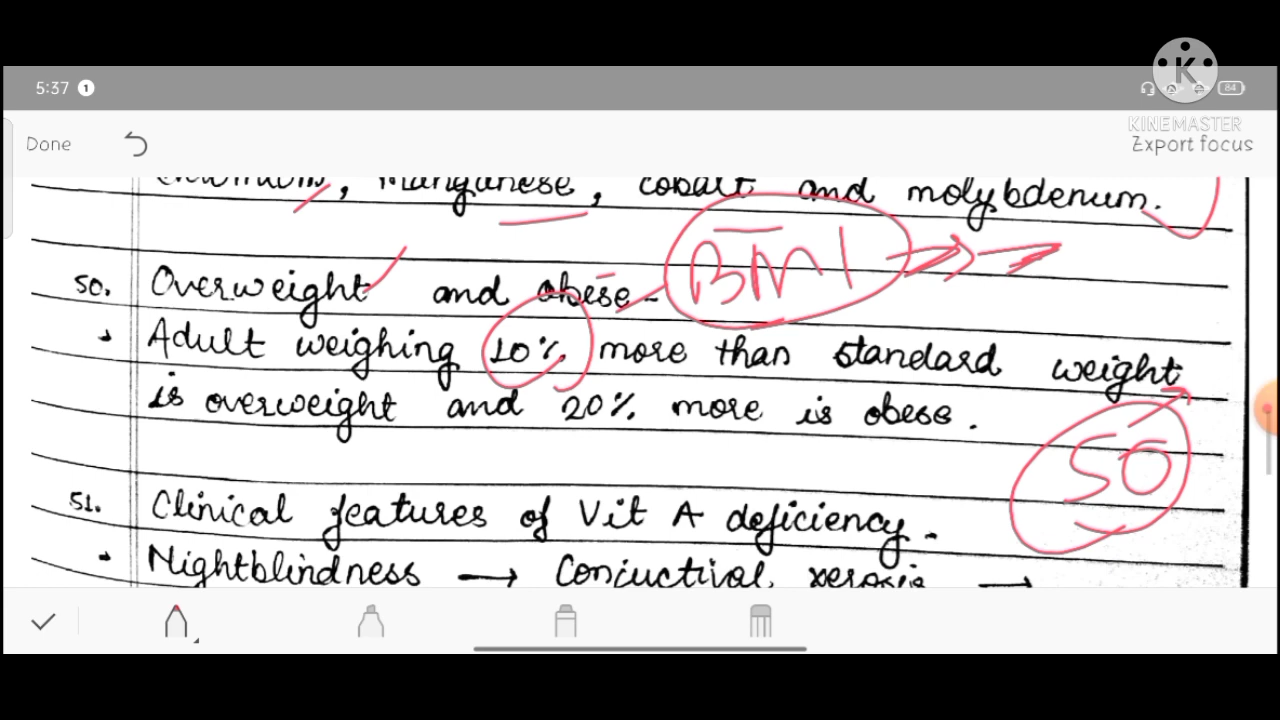 5:37 1 84
KINEMASTER
Done Export focus
, Manganese, cobalt and molybdenum.
BMI
50. Overweight and obese -
Adult weighing 10% more than standard weight
is overweight and 20% more is obese.
50
51. Clinical features of Vit A deficiency -
Nightblindness → Conjuctival xerosis →